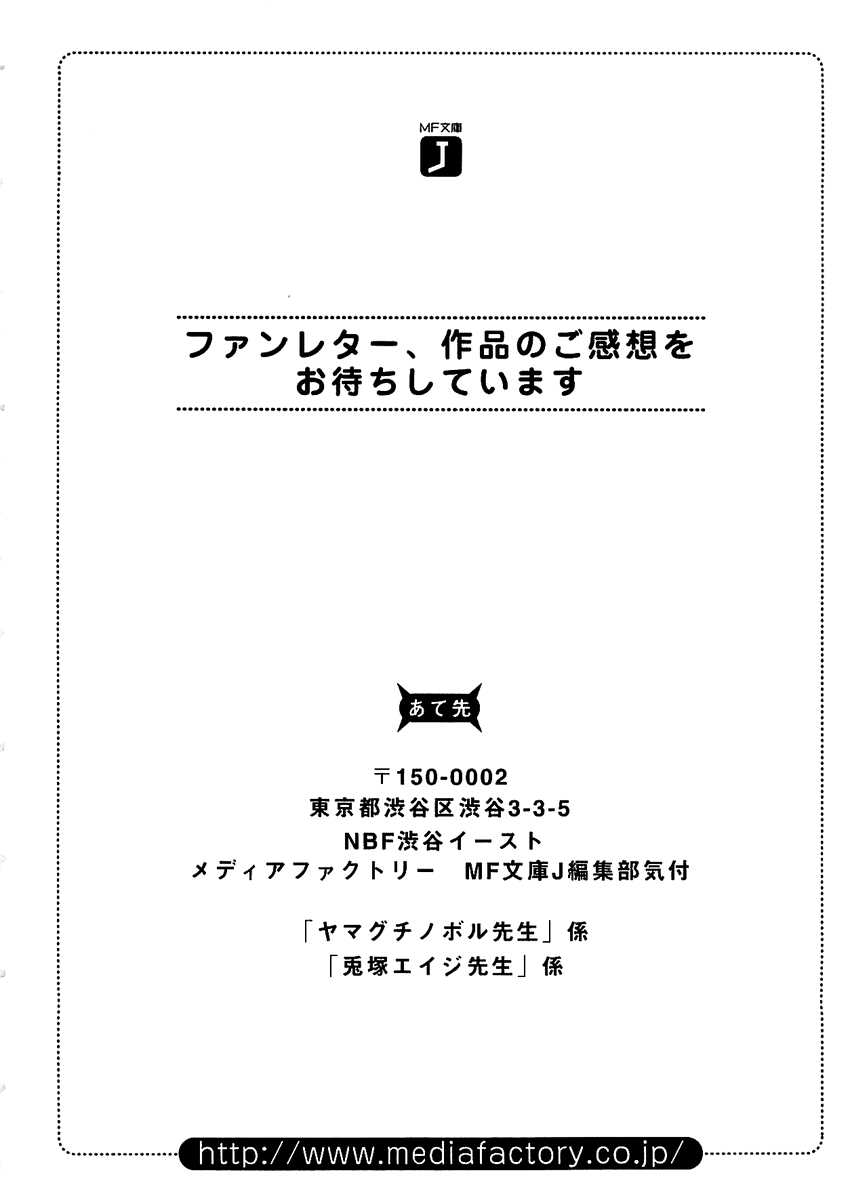 MF文庫
J
ファンレター、作品のご感想を
お待ちしています
あて先
〒150-0002
東京都渋谷区渋谷3-3-5
NBF渋谷イースト
メディアファクトリー　MF文庫J編集部気付
「ヤマグチノボル先生」係
「兎塚エイジ先生」係
http://www.mediafactory.co.jp/